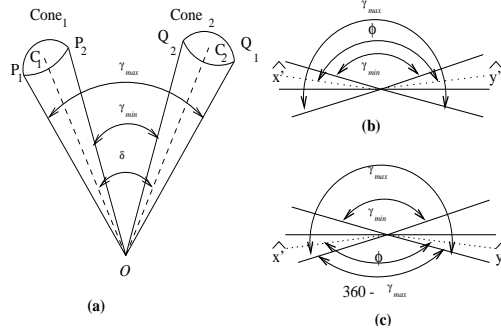 Cone₁
Cone₂
P₁
C₁
P₂
Q₂
C₂
Q₁
γmax
γmin
δ
O
(a)
γmax
ϕ
γmin
x̂'
ŷ'
(b)
γmax
γmin
x̂'
ϕ
ŷ'
360 - γmax
(c)